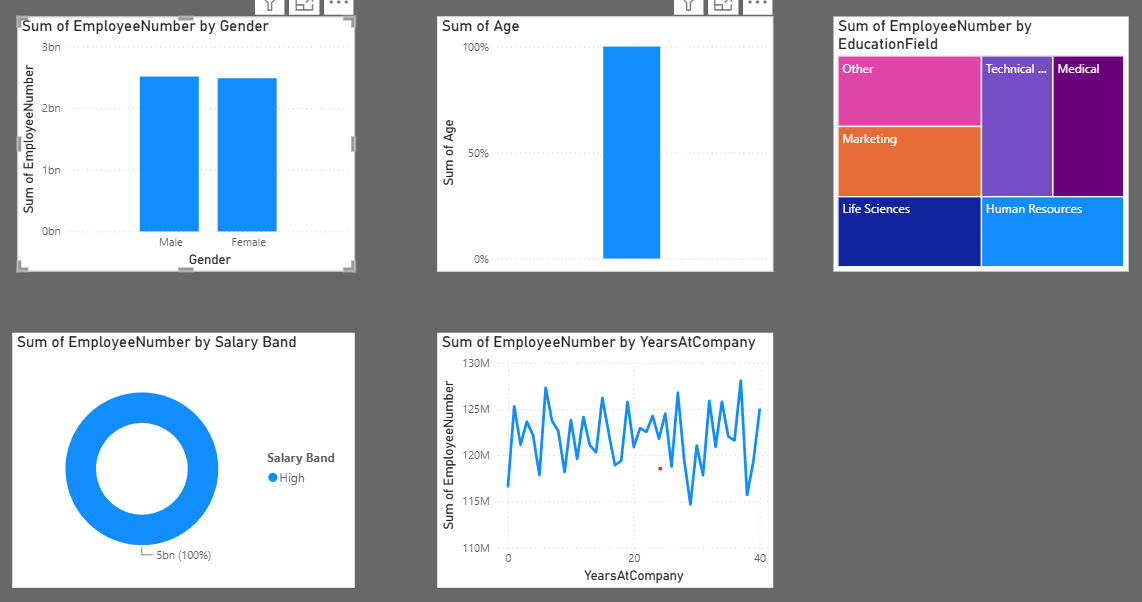 Sum of EmployeeNumber by Gender
Sum of EmployeeNumber
3bn
2bn
1bn
0bn
Male
Female
Gender
Sum of Age
Sum of Age
100%
50%
0%
Sum of EmployeeNumber by
EducationField
Other
Technical ...
Medical
Marketing
Life Sciences
Human Resources
Sum of EmployeeNumber by Salary Band
Salary Band
High
5bn (100%)
Sum of EmployeeNumber by YearsAtCompany
Sum of EmployeeNumber
130M
125M
120M
115M
110M
0
20
40
YearsAtCompany